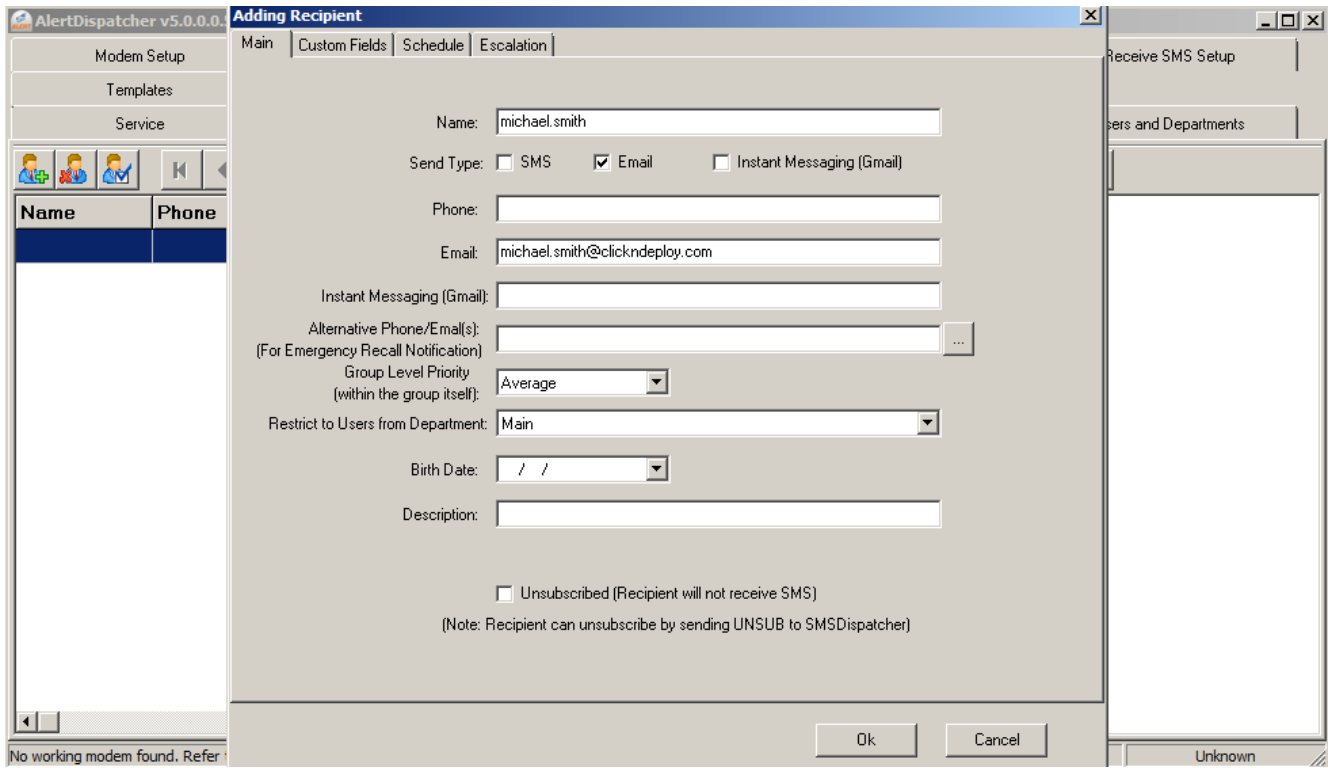 AlertDispatcher v5.0.0.0.
Adding Recipient
Modem Setup
Receive SMS Setup
Templates
Service
sers and Departments
Main
Custom Fields
Schedule
Escalation
Name Phone
Name: michael.smith
Send Type: SMS Email Instant Messaging (Gmail)
Phone:
Email: michael.smith@clickndeploy.com
Instant Messaging (Gmail):
Alternative Phone/Emal(s):
(For Emergency Recall Notification)
...
Group Level Priority
(within the group itself): Average
Restrict to Users from Department: Main
Birth Date: / /
Description:
Unsubscribed (Recipient will not receive SMS)
(Note: Recipient can unsubscribe by sending UNSUB to SMSDispatcher)
Ok Cancel
No working modem found. Refer
Unknown